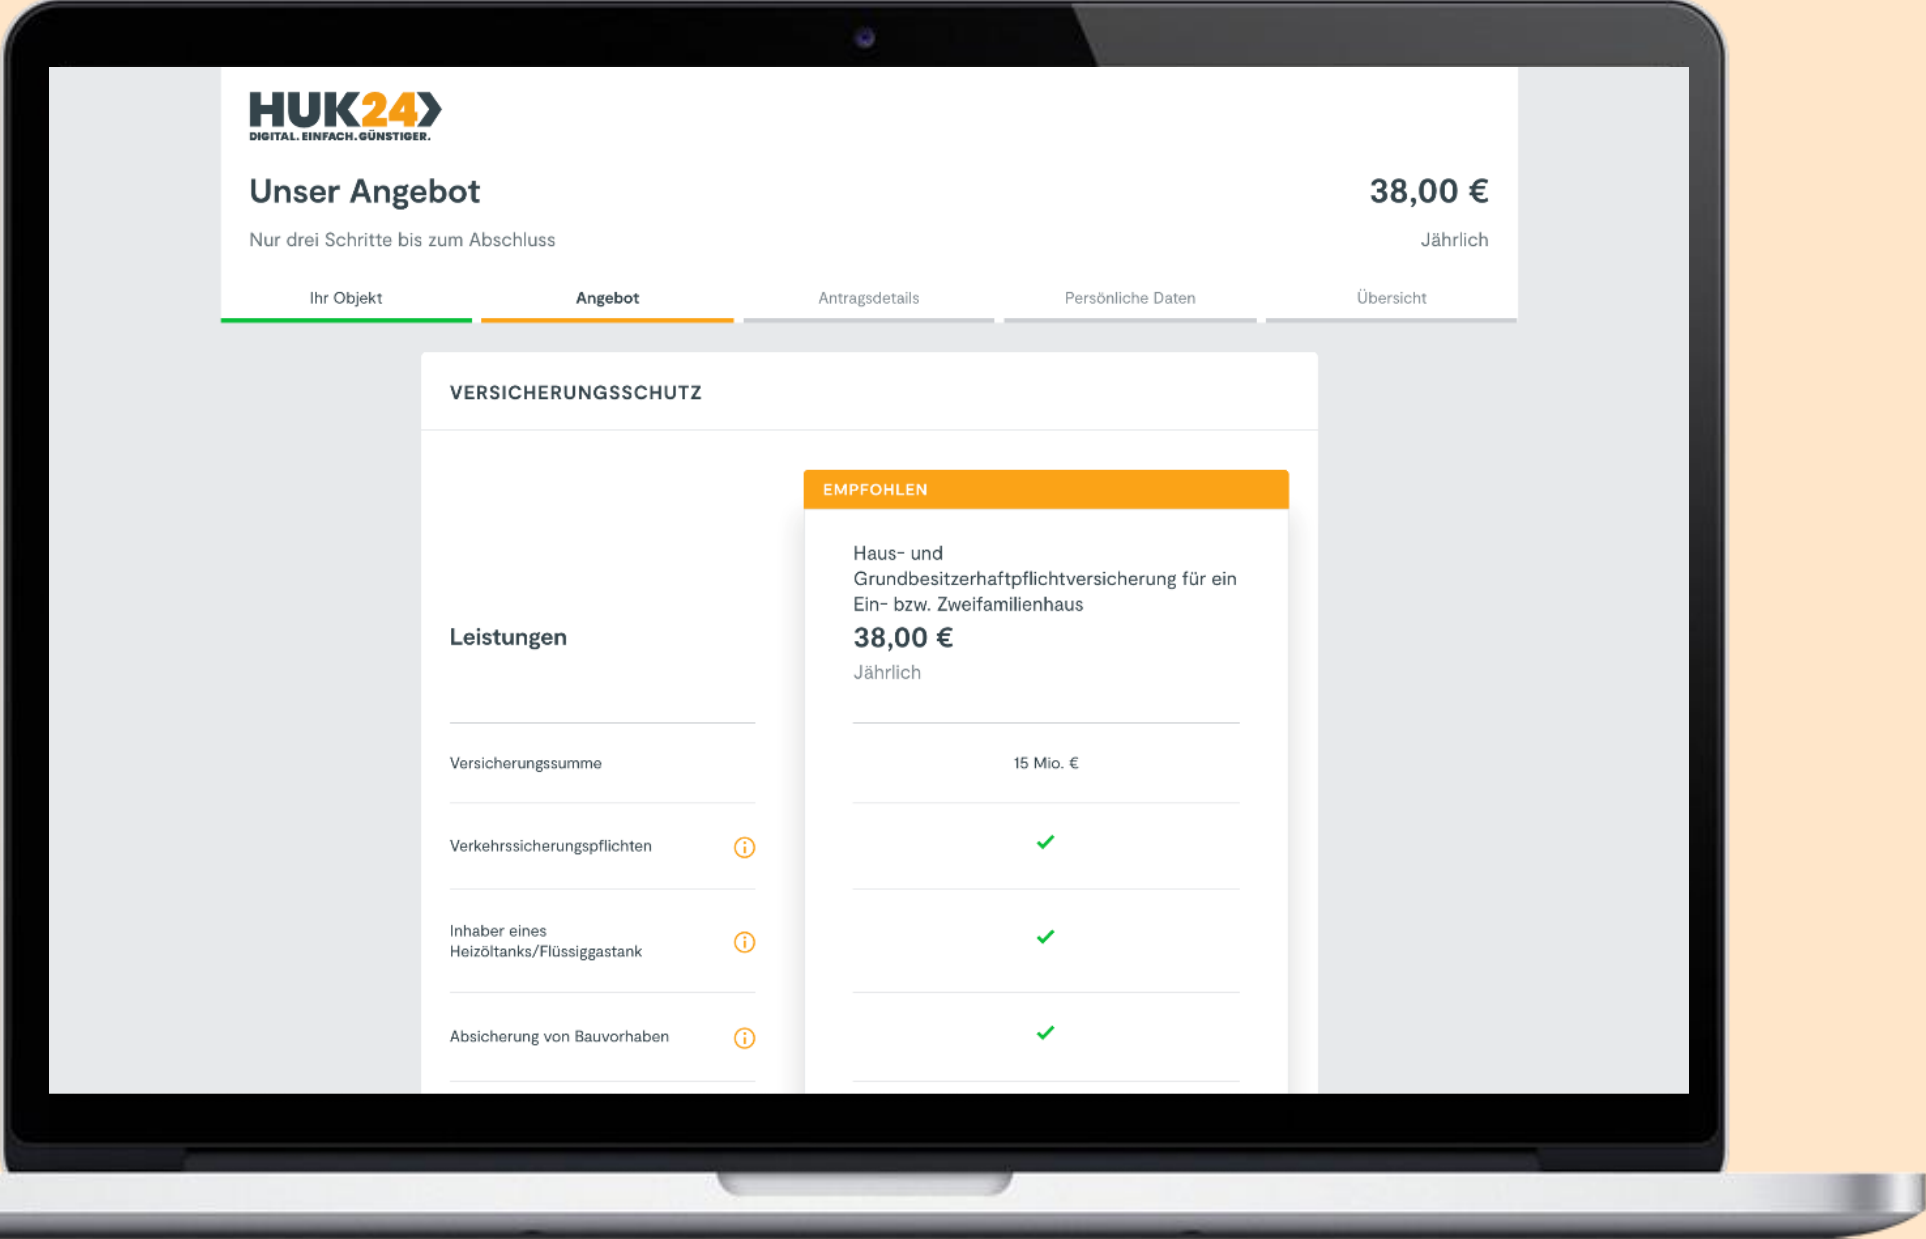 HUK24
DIGITAL. EINFACH. GÜNSTIGER.
Unser Angebot
38,00 €
Nur drei Schritte bis zum Abschluss
Jährlich
Ihr Objekt
Angebot
Antragsdetails
Persönliche Daten
Übersicht
VERSICHERUNGSSCHUTZ
EMPFOHLEN
Haus- und
Grundbesitzerhaftpflichtversicherung für ein
Ein- bzw. Zweifamilienhaus
Leistungen
38,00 €
Jährlich
Versicherungssumme
15 Mio. €
Verkehrssicherungspflichten
Inhaber eines
Heizöltanks/Flüssiggastank
Absicherung von Bauvorhaben